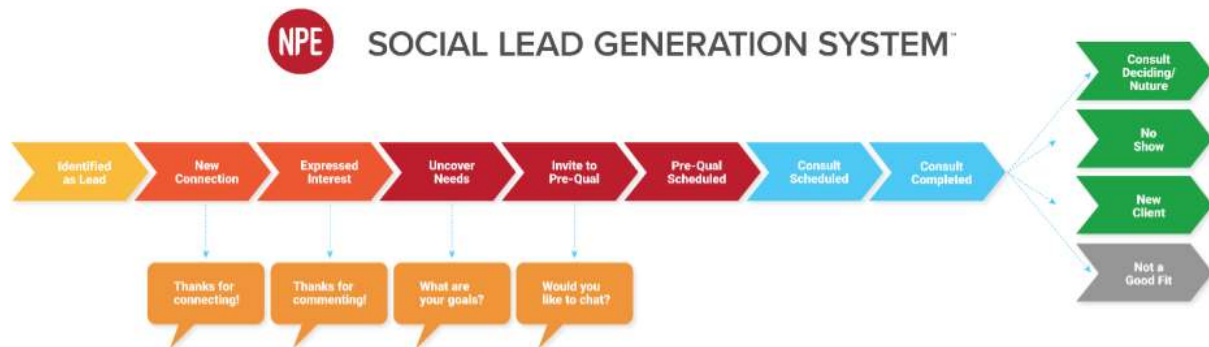 NPE SOCIAL LEAD GENERATION SYSTEM™
Identified
as Lead
New
Connection
Expressed
Interest
Uncover
Needs
Invite to
Pre-Qual
Pre-Qual
Scheduled
Consult
Scheduled
Consult
Completed
Consult
Deciding/
Nuture
No
Show
New
Client
Not a
Good Fit
Thanks for
connecting!
Thanks for
commenting!
What are
your goals?
Would you
like to chat?